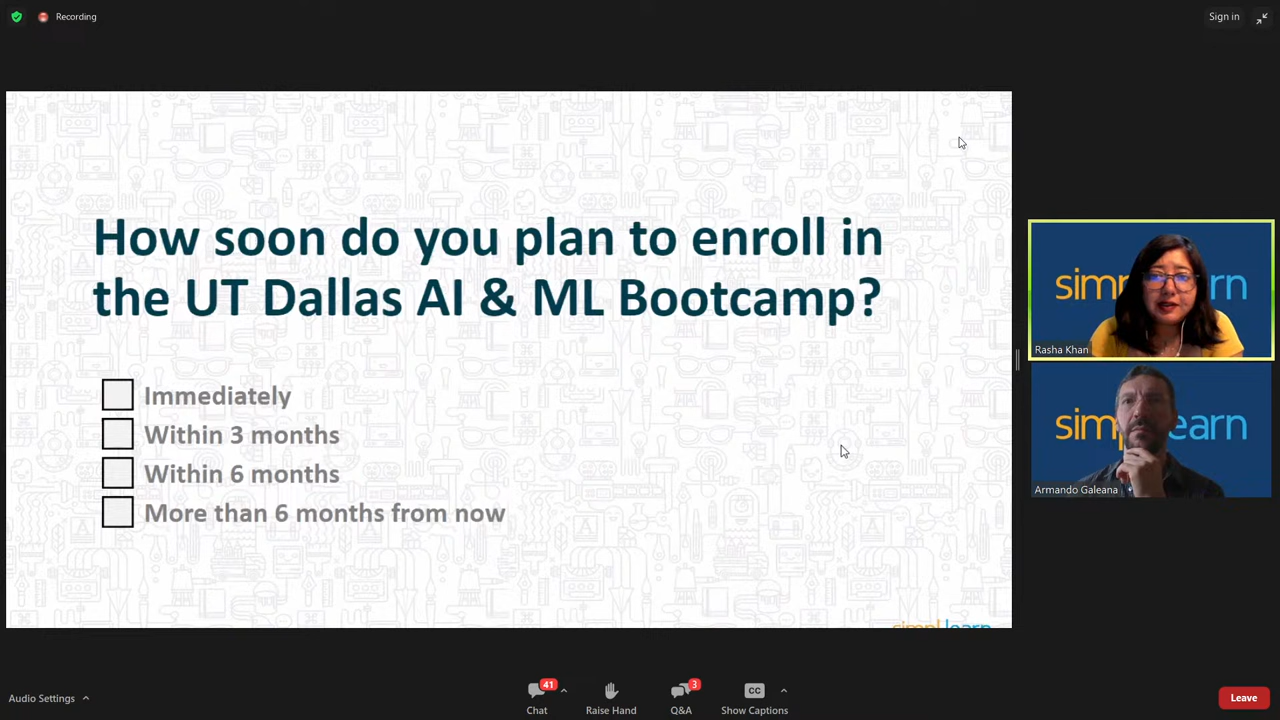 Recording
Sign in
How soon do you plan to enroll in
the UT Dallas AI & ML Bootcamp?
Immediately
Within 3 months
Within 6 months
More than 6 months from now
simplilearn
Rasha Khan
Armando Galeana
Audio Settings
41
Chat
Raise Hand
3
Q&A
CC
Show Captions
Leave